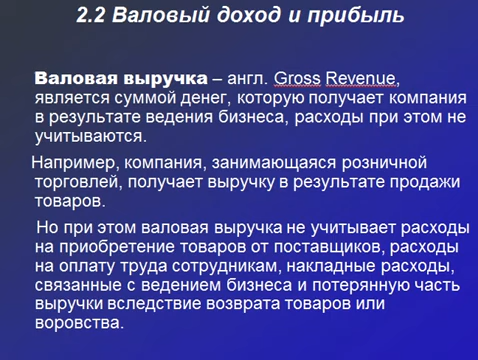 2.2 Валовый доход и прибыль
Валовая выручка – англ. Gross Revenue,
является суммой денег, которую получает компания
в результате ведения бизнеса, расходы при этом не
учитываются.
Например, компания, занимающаяся розничной
торговлей, получает выручку в результате продажи
товаров.
Но при этом валовая выручка не учитывает расходы
на приобретение товаров от поставщиков, расходы
на оплату труда сотрудникам, накладные расходы,
связанные с ведением бизнеса и потерянную часть
выручки вследствие возврата товаров или
воровства.